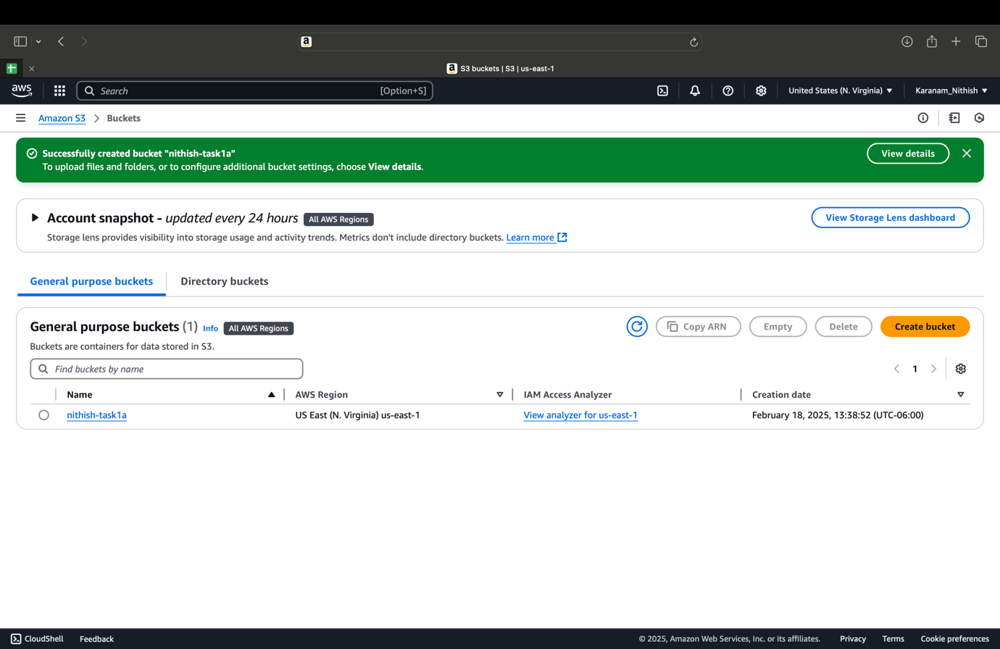 a
S3 buckets | S3 | us-east-1
aws
Search [Option+S]
United States (N. Virginia)
Karanam_Nithish
Amazon S3 > Buckets
Successfully created bucket "nithish-task1a"
To upload files and folders, or to configure additional bucket settings, choose View details.
View details
Account snapshot - updated every 24 hours All AWS Regions
Storage lens provides visibility into storage usage and activity trends. Metrics don't include directory buckets. Learn more
View Storage Lens dashboard
General purpose buckets
Directory buckets
General purpose buckets (1) Info All AWS Regions
Buckets are containers for data stored in S3.
Copy ARN
Empty
Delete
Create bucket
Find buckets by name
1
Name AWS Region IAM Access Analyzer Creation date
nithish-task1a US East (N. Virginia) us-east-1 View analyzer for us-east-1 February 18, 2025, 13:38:52 (UTC-06:00)
CloudShell Feedback © 2025, Amazon Web Services, Inc. or its affiliates. Privacy Terms Cookie preferences